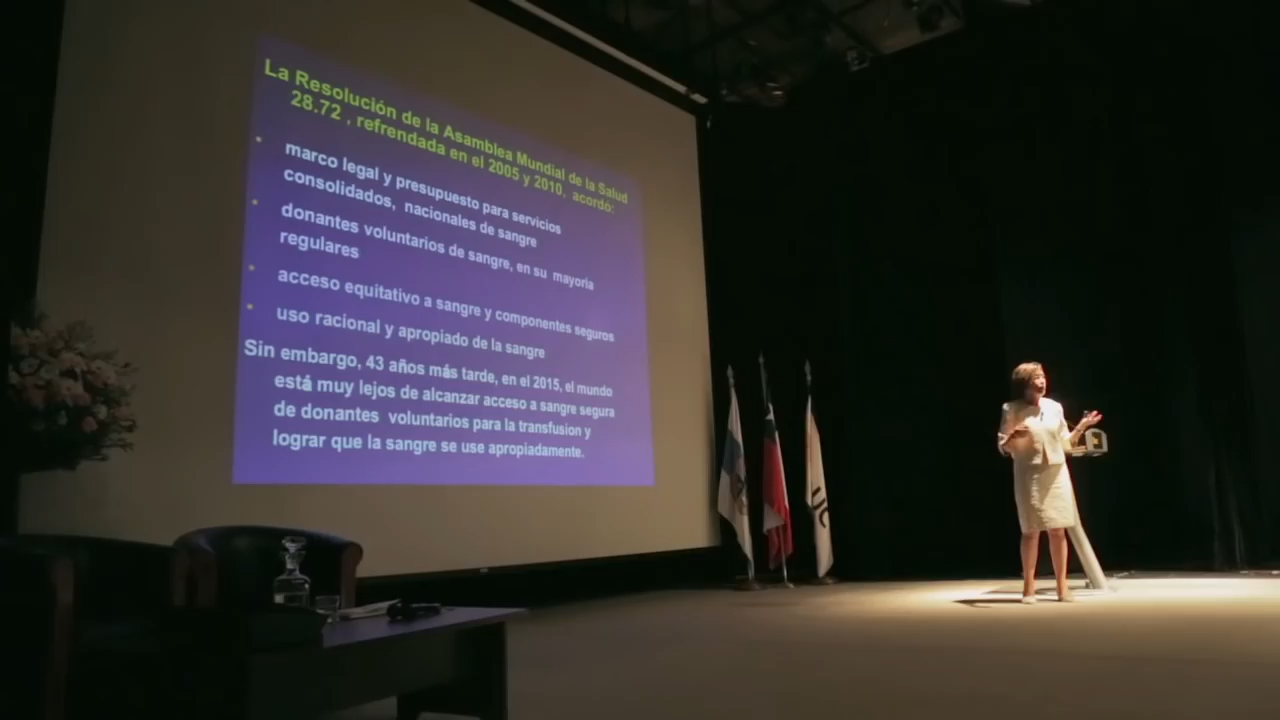 La Resolución de la Asamblea Mundial de la Salud
28.72 , refrendada en el 2005 y 2010, acordó:
• marco legal y presupuesto para servicios
consolidados, nacionales de sangre
• donantes voluntarios de sangre, en su mayoria
regulares
• acceso equitativo a sangre y componentes seguros
• uso racional y apropiado de la sangre
Sin embargo, 43 años más tarde, en el 2015, el mundo
está muy lejos de alcanzar acceso a sangre segura
de donantes voluntarios para la transfusion y
lograr que la sangre se use apropiadamente.
UC